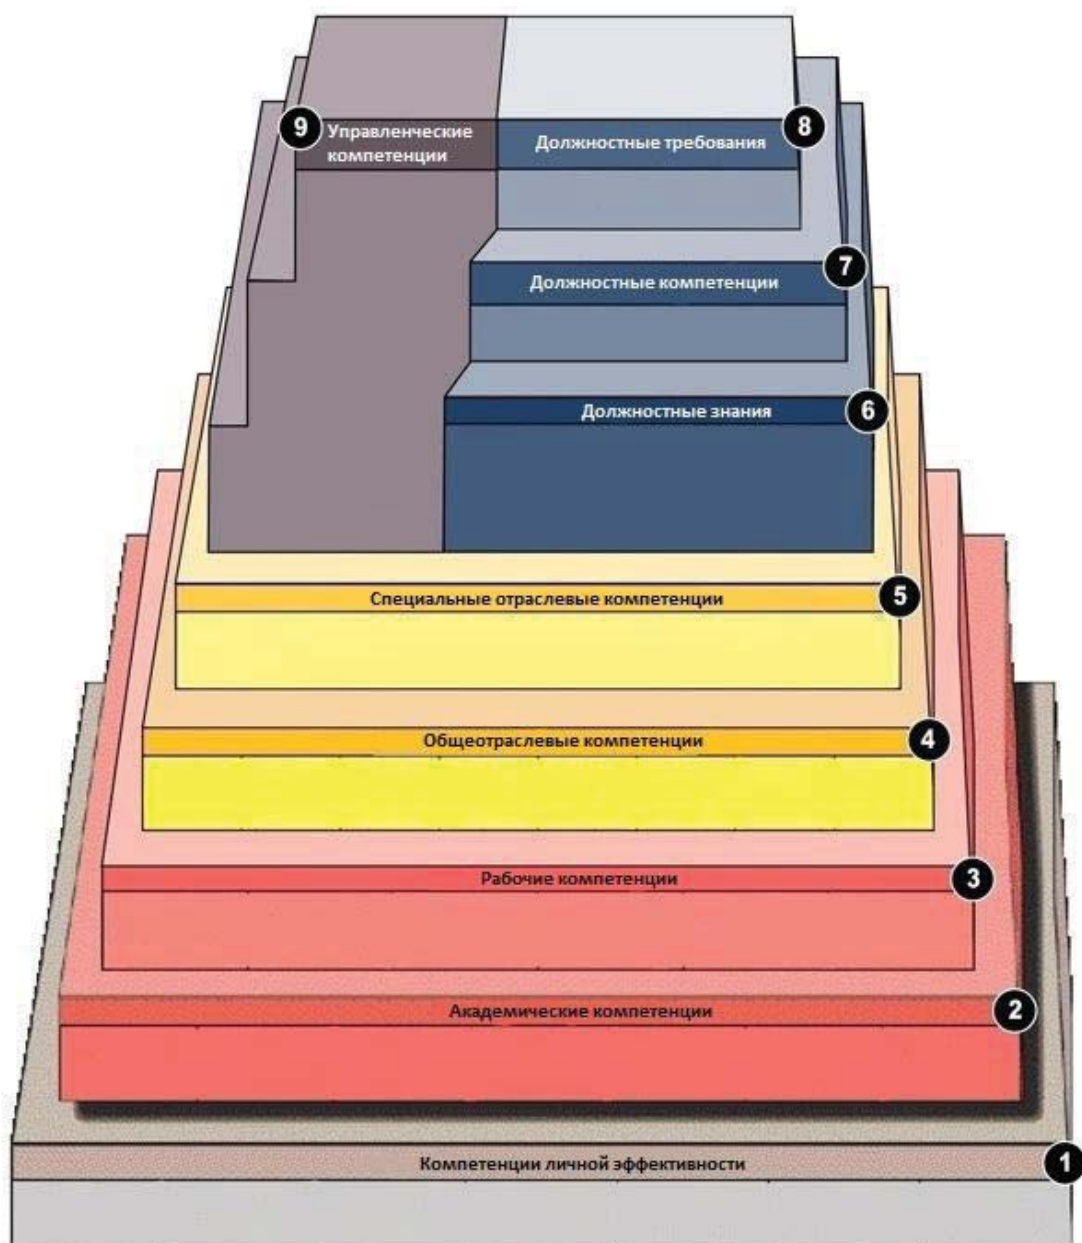 9 Управленческие
компетенции
Должностные требования 8
Должностные компетенции 7
Должностные знания 6
Специальные отраслевые компетенции 5
Общеотраслевые компетенции 4
Рабочие компетенции 3
Академические компетенции 2
Компетенции личной эффективности 1